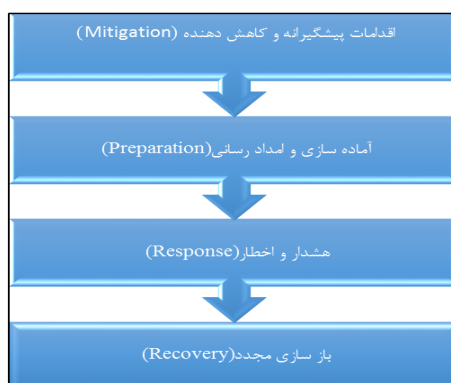 اقدامات پیشگیرانه و کاهش دهنده (Mitigation)
آماده سازی و امداد رسانی(Preparation)
هشدار و اخطار(Response)
باز سازی مجدد(Recovery)